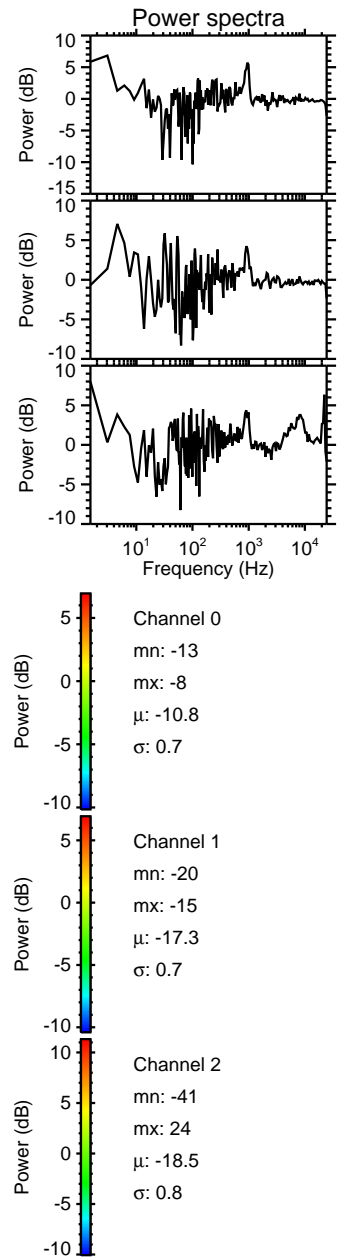 Power spectra
10
5
0
-5
-10
-15
Power (dB)
10
5
0
-5
-10
Power (dB)
10
5
0
-5
-10
Power (dB)
10¹ 10² 10³ 10⁴
Frequency (Hz)
5
0
-5
-10
Power (dB)
Channel 0
mn: -13
mx: -8
μ: -10.8
σ: 0.7
5
0
-5
-10
Power (dB)
Channel 1
mn: -20
mx: -15
μ: -17.3
σ: 0.7
10
5
0
-5
-10
Power (dB)
Channel 2
mn: -41
mx: 24
μ: -18.5
σ: 0.8